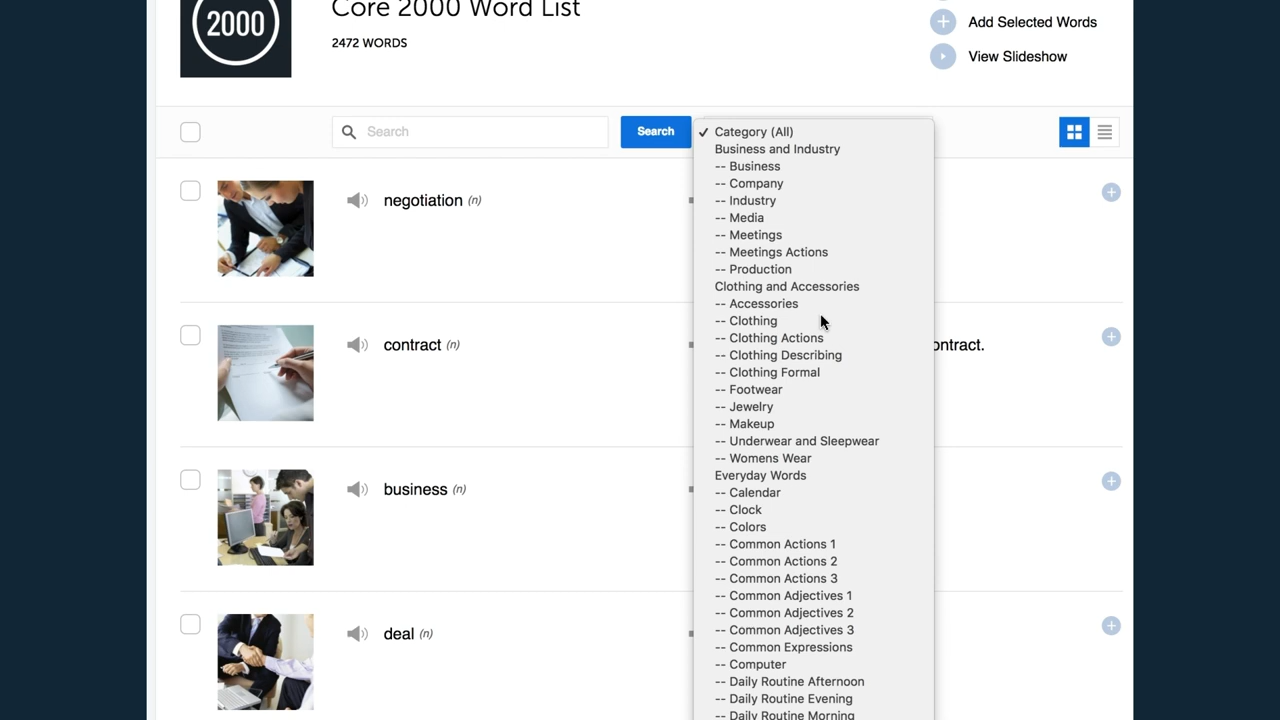 2000
Core 2000 Word List
2472 WORDS
Add Selected Words
View Slideshow
Search
Search
Category (All)
Business and Industry
-- Business
-- Company
-- Industry
-- Media
-- Meetings
-- Meetings Actions
-- Production
Clothing and Accessories
-- Accessories
-- Clothing
-- Clothing Actions
-- Clothing Describing
-- Clothing Formal
-- Footwear
-- Jewelry
-- Makeup
-- Underwear and Sleepwear
-- Womens Wear
Everyday Words
-- Calendar
-- Clock
-- Colors
-- Common Actions 1
-- Common Actions 2
-- Common Actions 3
-- Common Adjectives 1
-- Common Adjectives 2
-- Common Adjectives 3
-- Common Expressions
-- Computer
-- Daily Routine Afternoon
-- Daily Routine Evening
-- Daily Routine Morning
negotiation (n)
contract (n)
ontract.
business (n)
deal (n)